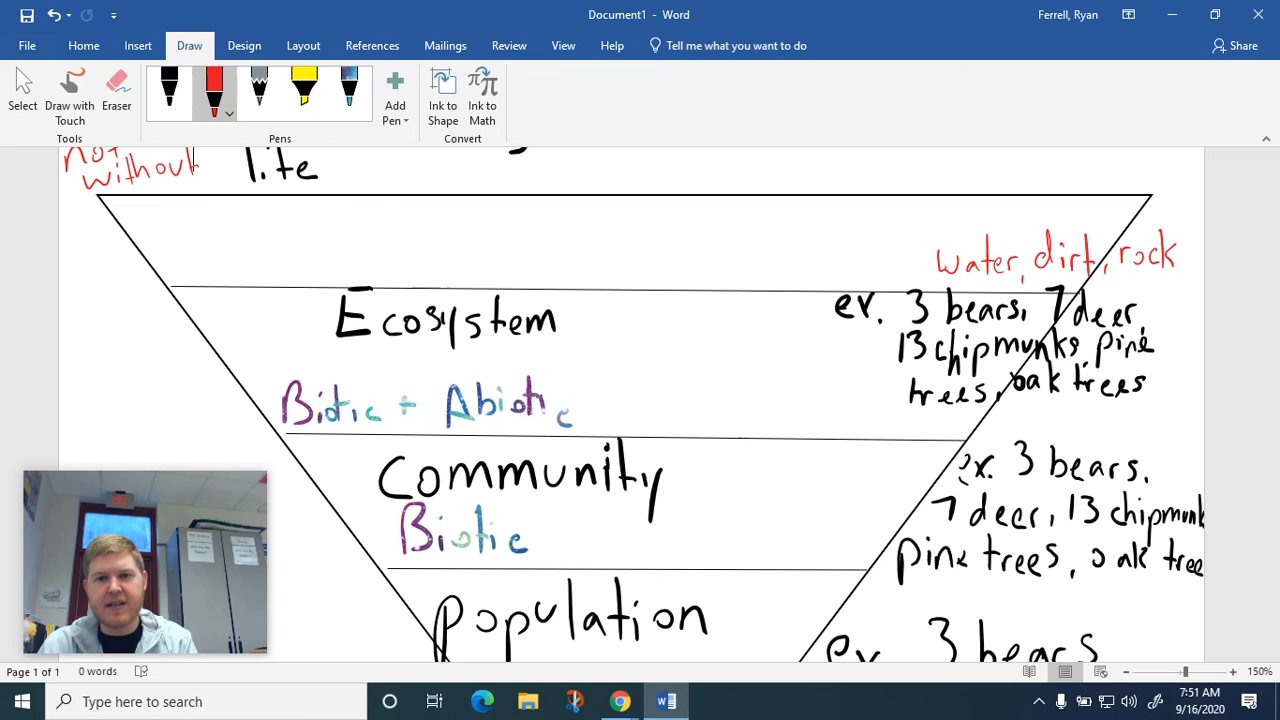 Document1 - Word
Ferrell, Ryan
File Home Insert Draw Design Layout References Mailings Review View Help Tell me what you want to do Share
Select
Draw with Touch
Eraser
Add Pen
Ink to Shape
Ink to Math
Tools
Pens
Convert
not
without
life
water, dirt, rock
Ecosystem
ex. 3 bears, 7 deer,
13 chipmunks pine
trees, oak trees
Biotic + Abiotic
Community
ex. 3 bears,
7 deer, 13 chipmunk
pine trees, oak tree
Biotic
Population
ex. 3 bears
Page 1 of 1 0 words
150%
Type here to search
7:51 AM
9/16/2020